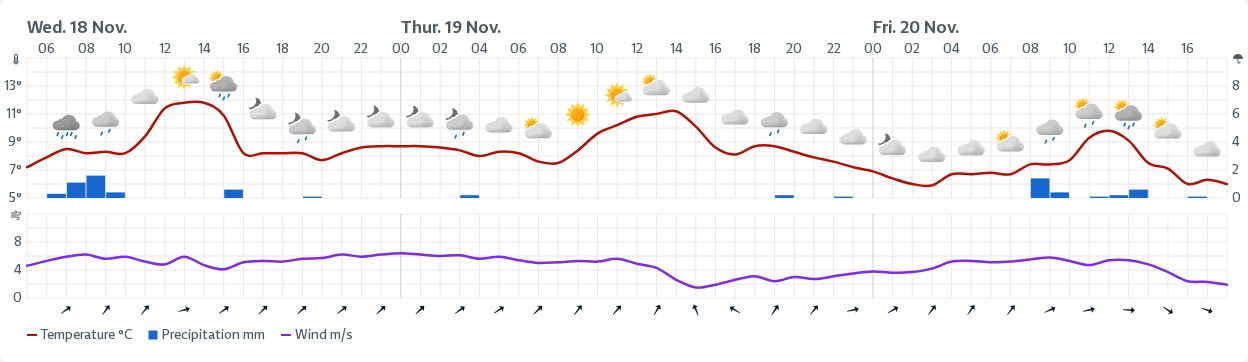 Wed. 18 Nov. Thur. 19 Nov. Fri. 20 Nov.
06 08 10 12 14 16 18 20 22 00 02 04 06 08 10 12 14 16 18 20 22 00 02 04 06 08 10 12 14 16
13° 8
11° 6
9° 4
7° 2
5° 0
8
4
0
Temperature °C Precipitation mm Wind m/s